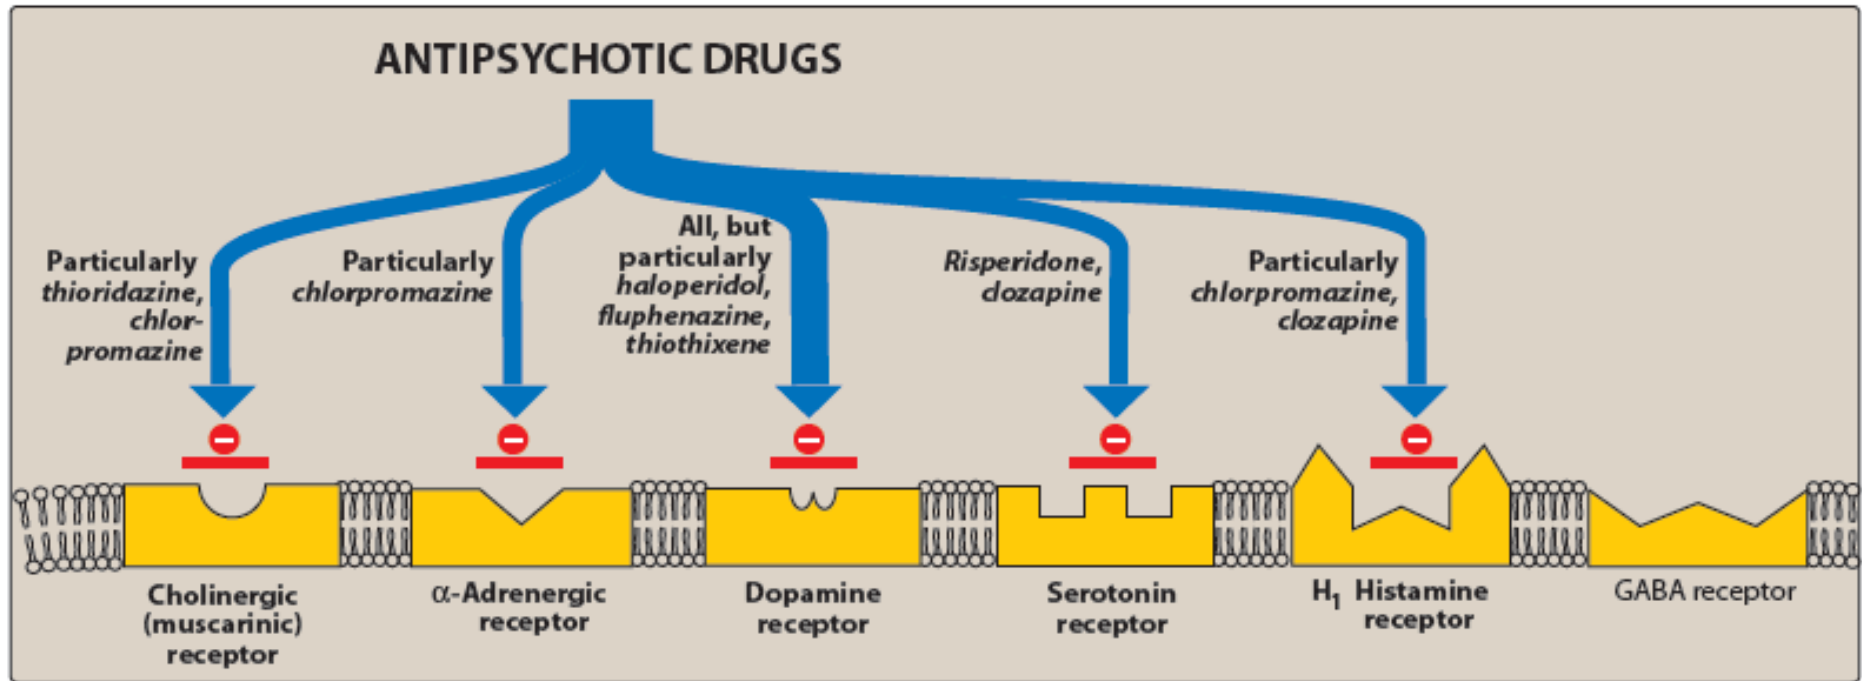 ANTIPSYCHOTIC DRUGS
Particularly
thioridazine,
chlor-
promazine
Particularly
chlorpromazine
All, but
particularly
haloperidol,
fluphenazine,
thiothixene
Risperidone,
clozapine
Particularly
chlorpromazine,
clozapine
Cholinergic
(muscarinic)
receptor
α-Adrenergic
receptor
Dopamine
receptor
Serotonin
receptor
H₁ Histamine
receptor
GABA receptor